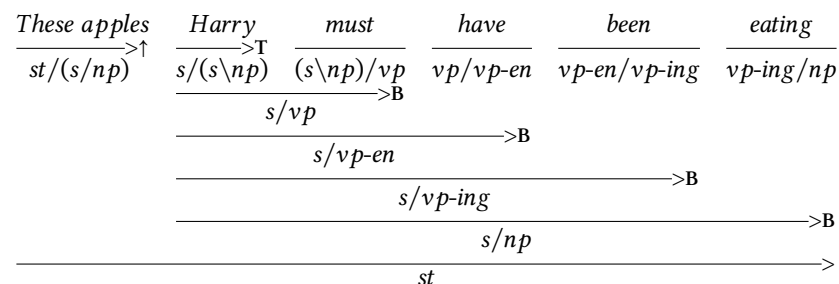 These apples Harry must have been eating
>↑ >T
st/(s/np) s/(s\np) (s\np)/vp vp/vp-en vp-en/vp-ing vp-ing/np
>B
s/vp
>B
s/vp-en
>B
s/vp-ing
>B
s/np
>
st